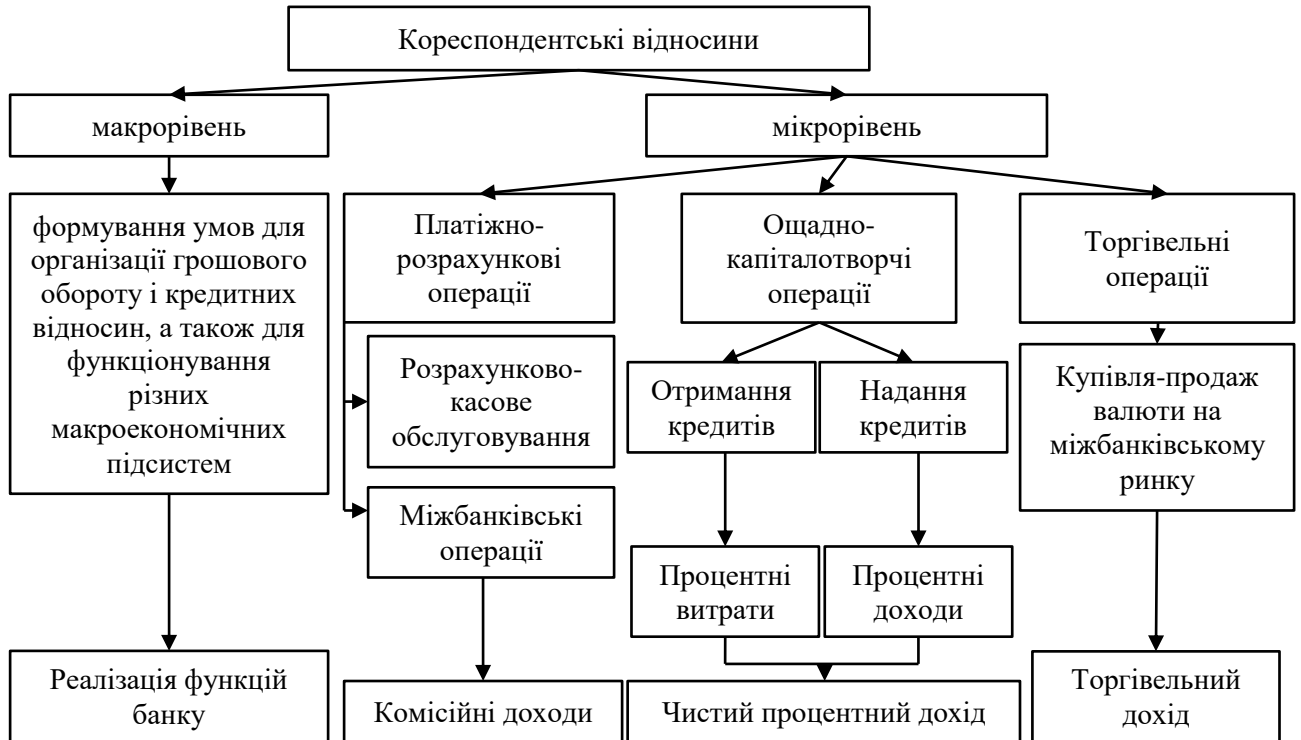 Кореспондентські відносини
макрорівень
мікрорівень
формування умов для
організації грошового
обороту і кредитних
відносин, а також для
функціонування
різних
макроекономічних
підсистем
Платіжно-
розрахункові
операції
Ощадно-
капіталотворчі
операції
Торгівельні
операції
Розрахунково-
касове
обслуговування
Отримання
кредитів
Надання
кредитів
Купівля-продаж
валюти на
міжбанківському
ринку
Міжбанківські
операції
Процентні
витрати
Процентні
доходи
Реалізація функцій
банку
Комісійні доходи
Чистий процентний дохід
Торгівельний
дохід